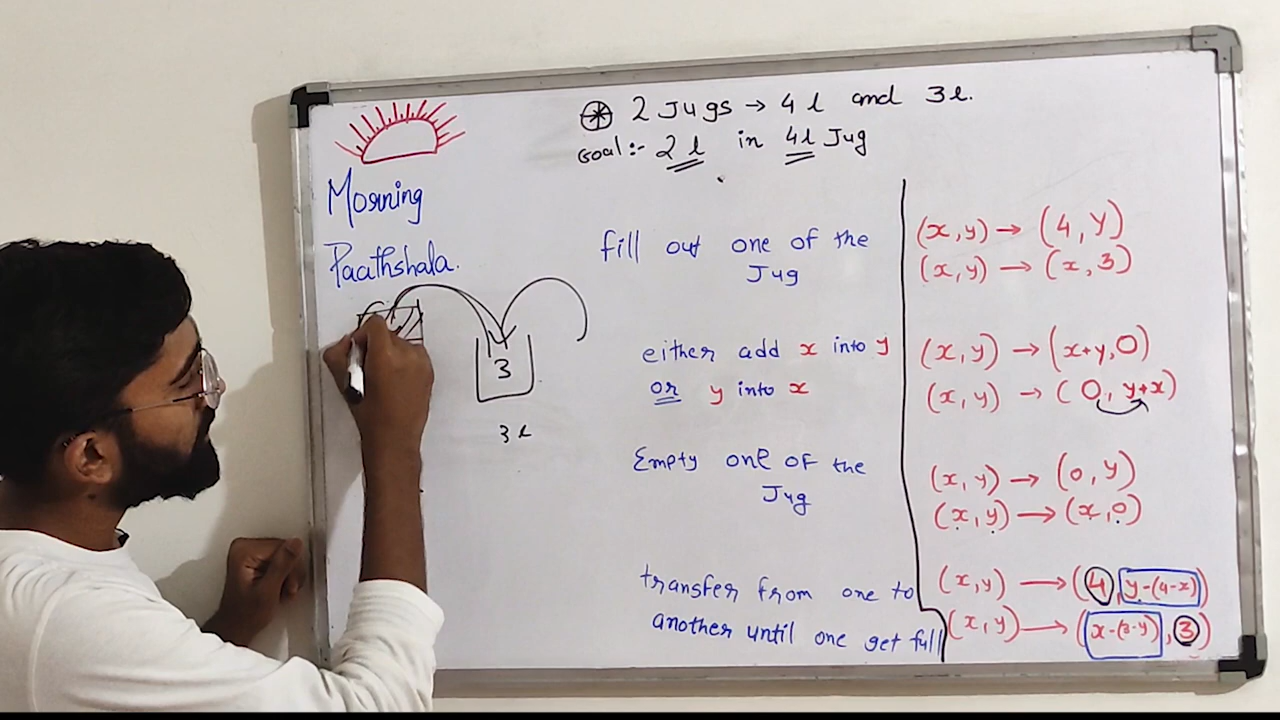 2 Jugs → 4 l and 3 l.
Goal:- 2 l in 4l Jug
Morning
Paathshala.
3
3 l
fill out one of the
Jug
(x,y) → (4, Y)
(x,y) → (x,3)
either add x into y
or y into x
(x, y) → (x+y, 0)
(x, y) → (0, y+x)
Empty one of the
Jug
(x, y) → (0, y)
(x, y) → (x, 0)
transfer from one to
another until one get full
(x,y) → (4, y-(4-x))
(x, y) → (x-(3-y), 3)